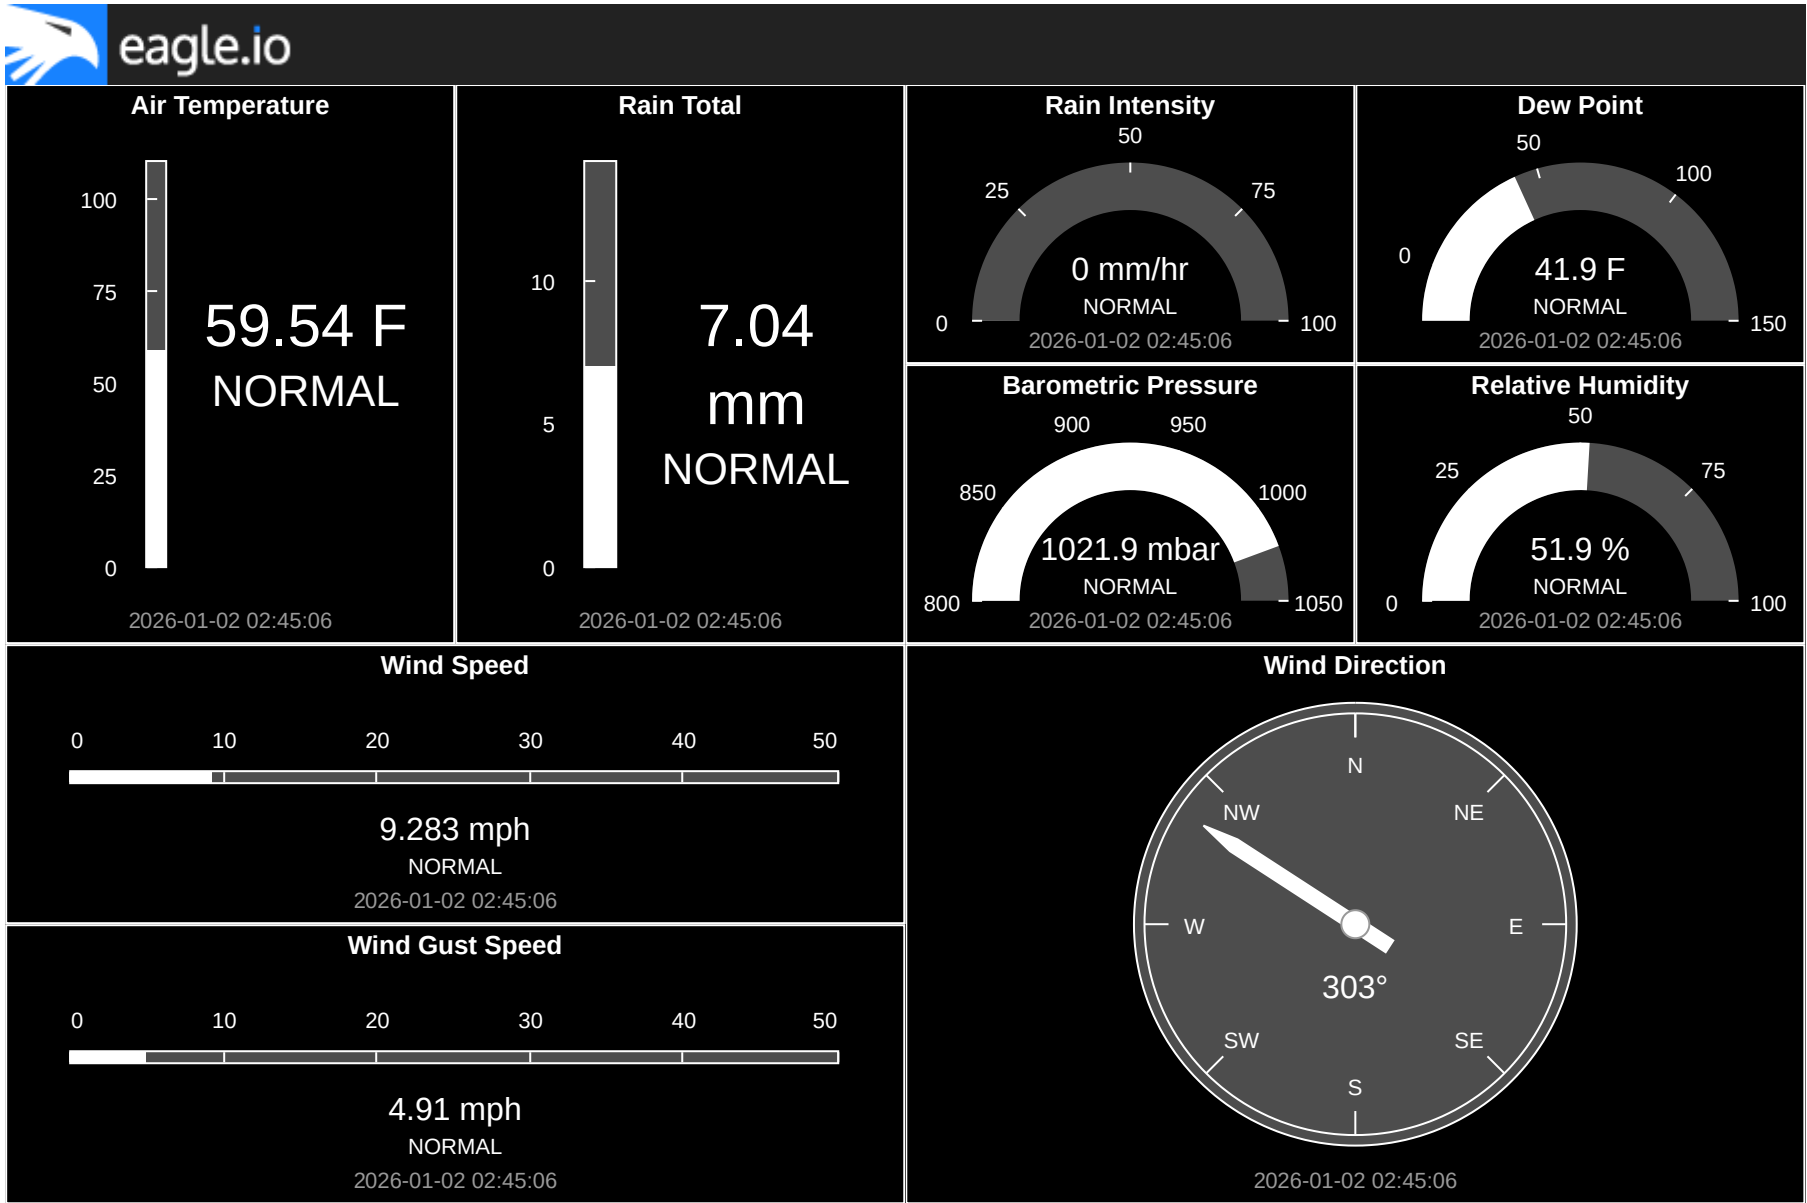 eagle.io
Air Temperature
100
75
50
25
0
59.54 F
NORMAL
2026-01-02 02:45:06
Rain Total
10
5
0
7.04
mm
NORMAL
2026-01-02 02:45:06
Rain Intensity
50
25
75
0
100
0 mm/hr
NORMAL
2026-01-02 02:45:06
Dew Point
50
100
0
150
41.9 F
NORMAL
2026-01-02 02:45:06
Barometric Pressure
900
950
850
1000
800
1050
1021.9 mbar
NORMAL
2026-01-02 02:45:06
Relative Humidity
50
25
75
0
100
51.9 %
NORMAL
2026-01-02 02:45:06
Wind Speed
0 10 20 30 40 50
9.283 mph
NORMAL
2026-01-02 02:45:06
Wind Gust Speed
0 10 20 30 40 50
4.91 mph
NORMAL
2026-01-02 02:45:06
Wind Direction
N
NW NE
W E
303°
SW SE
S
2026-01-02 02:45:06